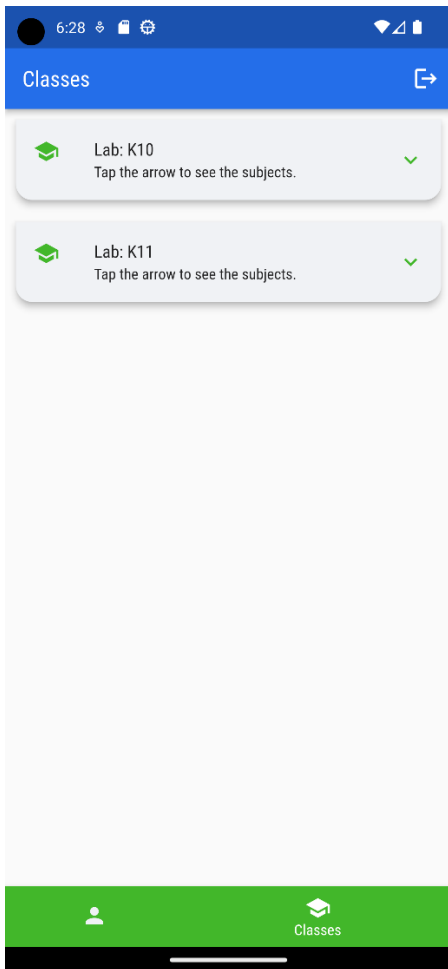 6:28
Classes
Lab: K10
Tap the arrow to see the subjects.
Lab: K11
Tap the arrow to see the subjects.
Classes